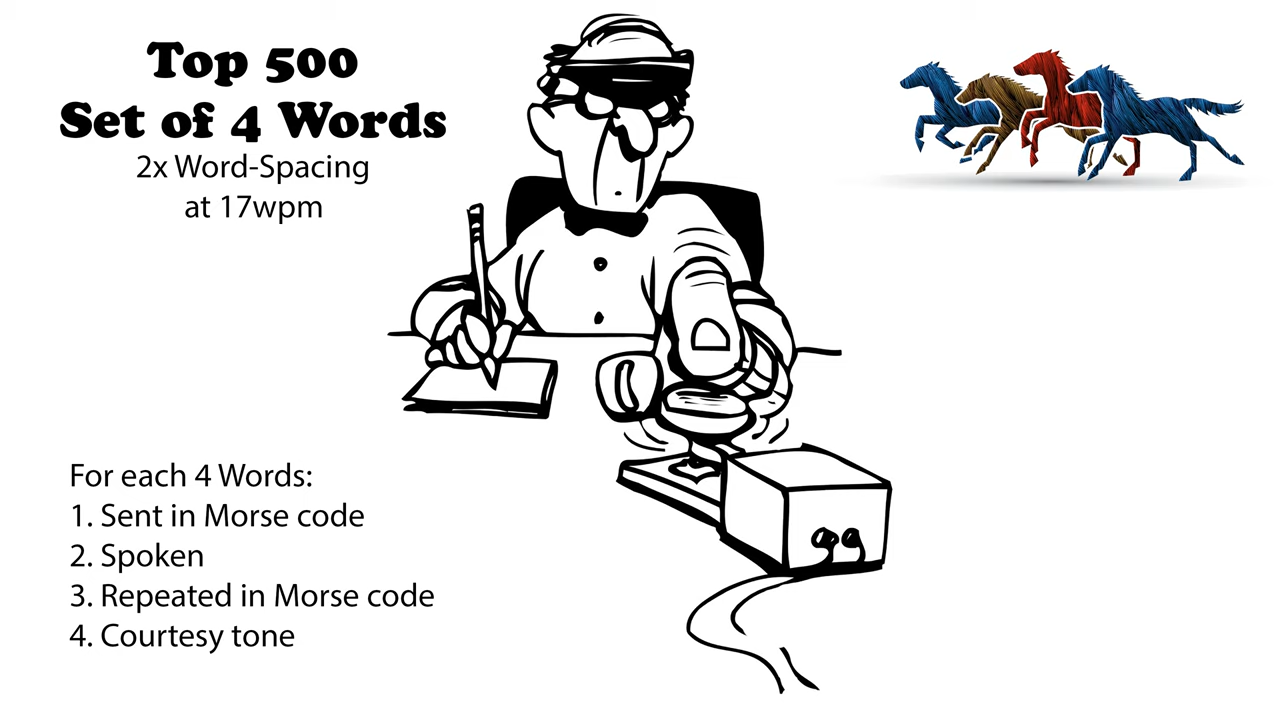 Top 500
Set of 4 Words
2x Word-Spacing
at 17wpm
For each 4 Words:
1. Sent in Morse code
2. Spoken
3. Repeated in Morse code
4. Courtesy tone